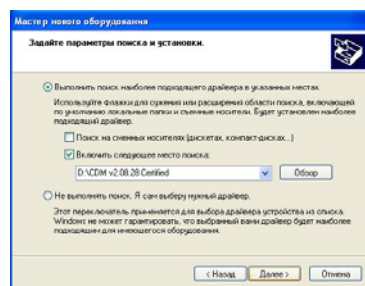 Мастер нового оборудования
Задайте параметры поиска и установки.
Выполнить поиск наиболее подходящего драйвера в указанных местах.
Используйте флажки для сужения или расширения области поиска, включающей
по умолчанию локальные папки и съемные носители. Будет установлен наиболее
подходящий драйвер.
Поиск на сменных носителях (дискетах, компакт-дисках...)
Включить следующее место поиска:
D:\CDM v2.08.28 Certified
Обзор
Не выполнять поиск. Я сам выберу нужный драйвер.
Этот переключатель применяется для выбора драйвера устройства из списка.
Windows не может гарантировать, что выбранный вами драйвер будет наиболее
подходящим для имеющегося оборудования.
< Назад
Далее >
Отмена